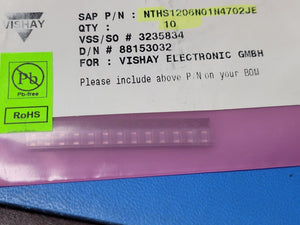 VISHAY
SAP P/N : NTHS1206N01N4702JE
QTY : 10
VSS/SO # 3235834
D/N # 88153032
FOR : VISHAY ELECTRONIC GMBH
Please include above P/N on your BOM
Pb
Pb-free
RoHS